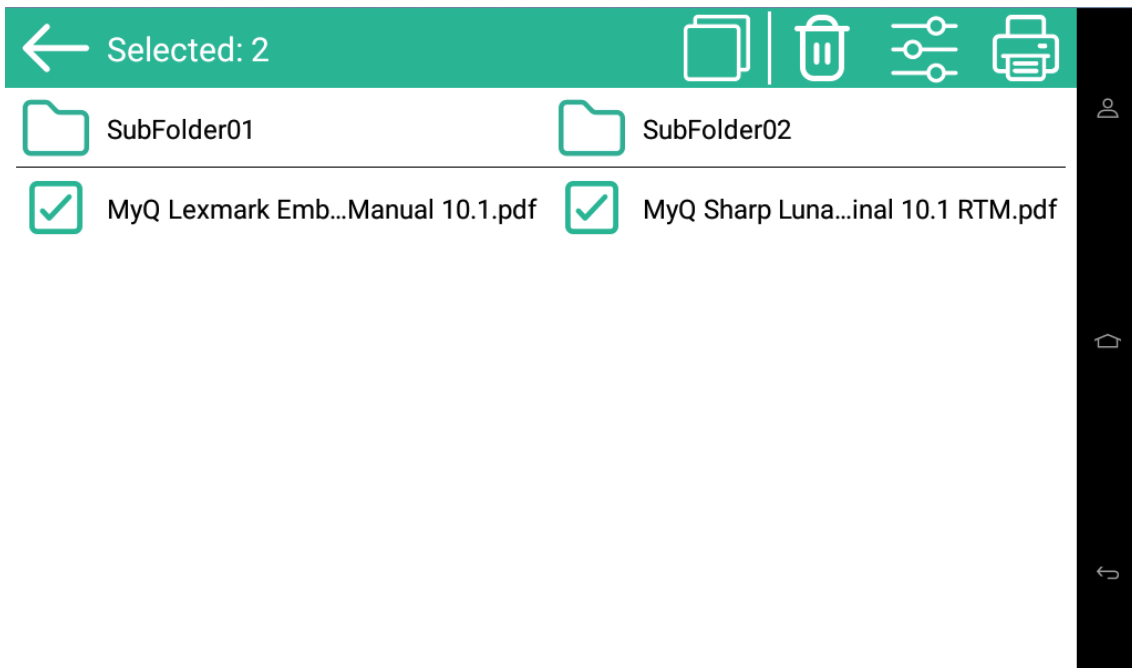 Selected: 2
SubFolder01 SubFolder02
MyQ Lexmark Emb...Manual 10.1.pdf MyQ Sharp Luna...inal 10.1 RTM.pdf